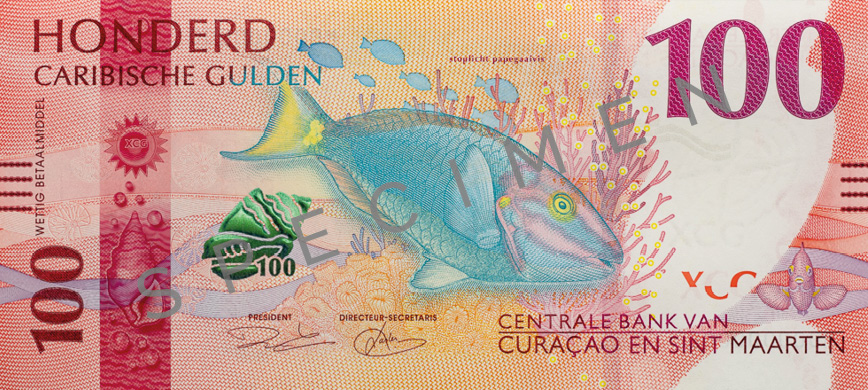 HONDERD
CARIBISCHE GULDEN
stoplicht papegaaivis
100
WETTIG BETAALMIDDEL
XCG
100
100
SPECIMEN
XCG
PRESIDENT
DIRECTEUR-SECRETARIS
CENTRALE BANK VAN
CURAÇAO EN SINT MAARTEN